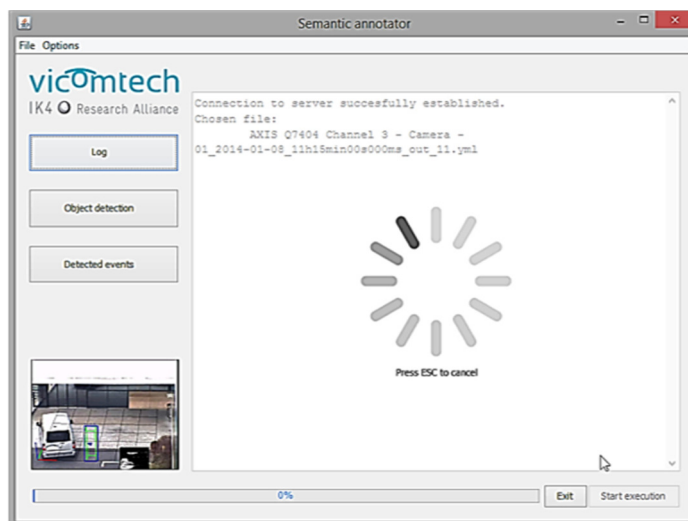 Semantic annotator
File Options
vicomtech
IK4 Research Alliance
Log
Object detection
Detected events
Connection to server succesfully established.
Chosen file:
AXIS Q7404 Channel 3 - Camera -
01_2014-01-08_11h15min00s000ms_out_11.yml
Press ESC to cancel
0%
Exit
Start execution